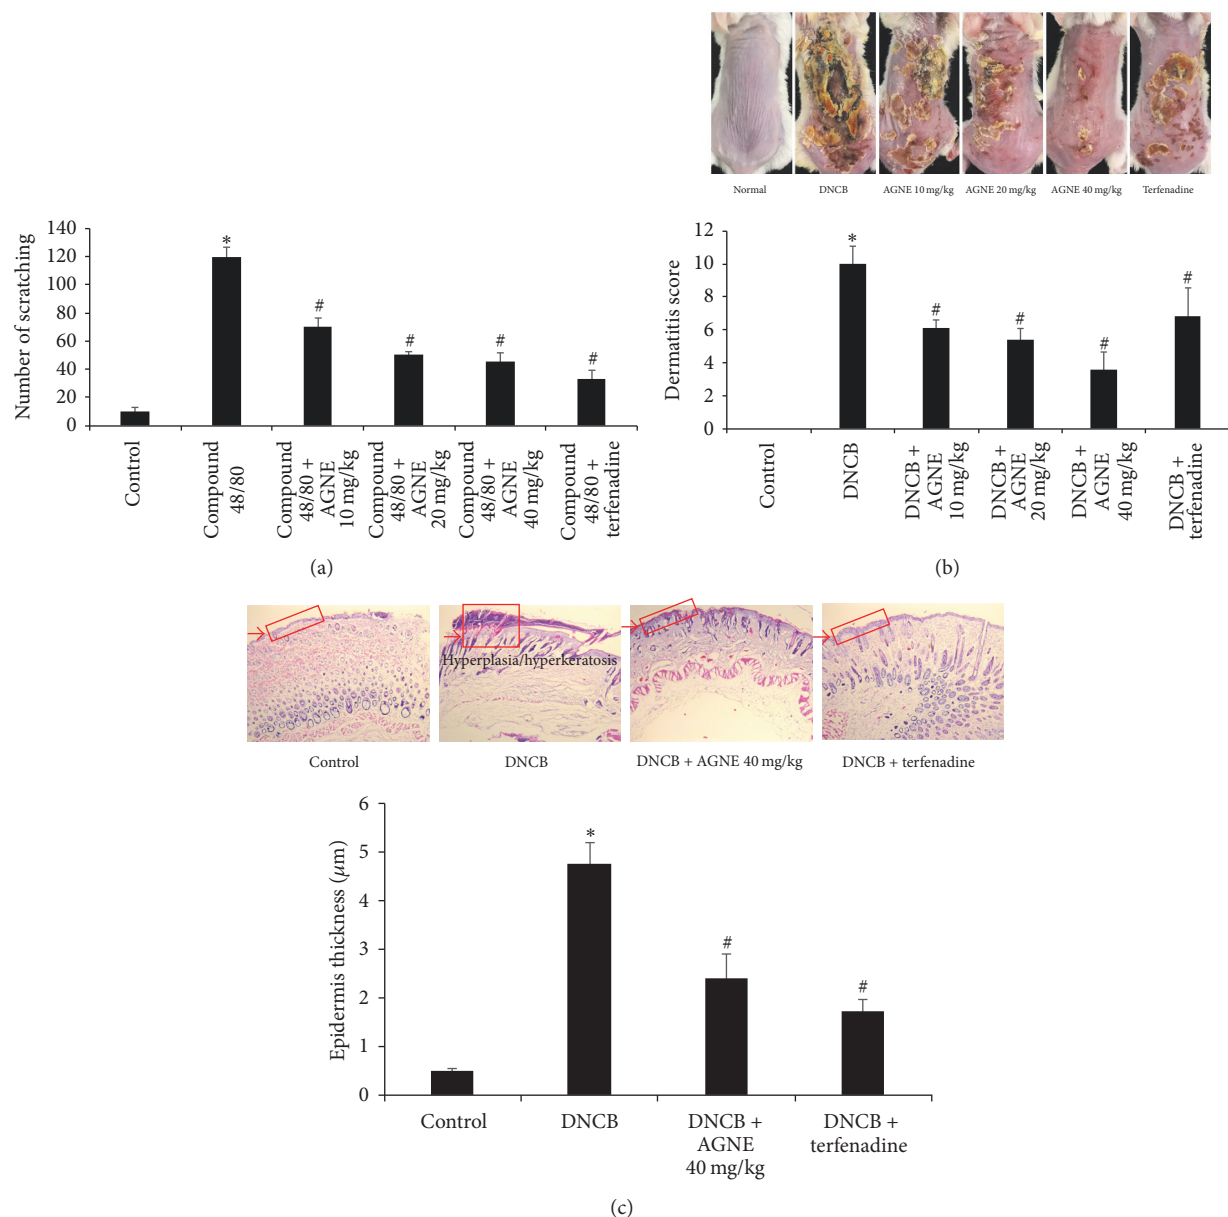 Normal
DNCB
AGNE 10 mg/kg
AGNE 20 mg/kg
AGNE 40 mg/kg
Terfenadine
Number of scratching
140
120
100
80
60
40
20
0
*
#
#
#
#
Control
Compound
48/80
Compound
48/80 +
AGNE
10 mg/kg
Compound
48/80 +
AGNE
20 mg/kg
Compound
48/80 +
AGNE
40 mg/kg
Compound
48/80 +
terfenadine
(a)
Dermatitis score
12
10
8
6
4
2
0
*
#
#
#
#
Control
DNCB
DNCB +
AGNE
10 mg/kg
DNCB +
AGNE
20 mg/kg
DNCB +
AGNE
40 mg/kg
DNCB +
terfenadine
(b)
Hyperplasia/hyperkeratosis
Control
DNCB
DNCB + AGNE 40 mg/kg
DNCB + terfenadine
Epidermis thickness (μm)
6
5
4
3
2
1
0
*
#
#
Control
DNCB
DNCB +
AGNE
40 mg/kg
DNCB +
terfenadine
(c)